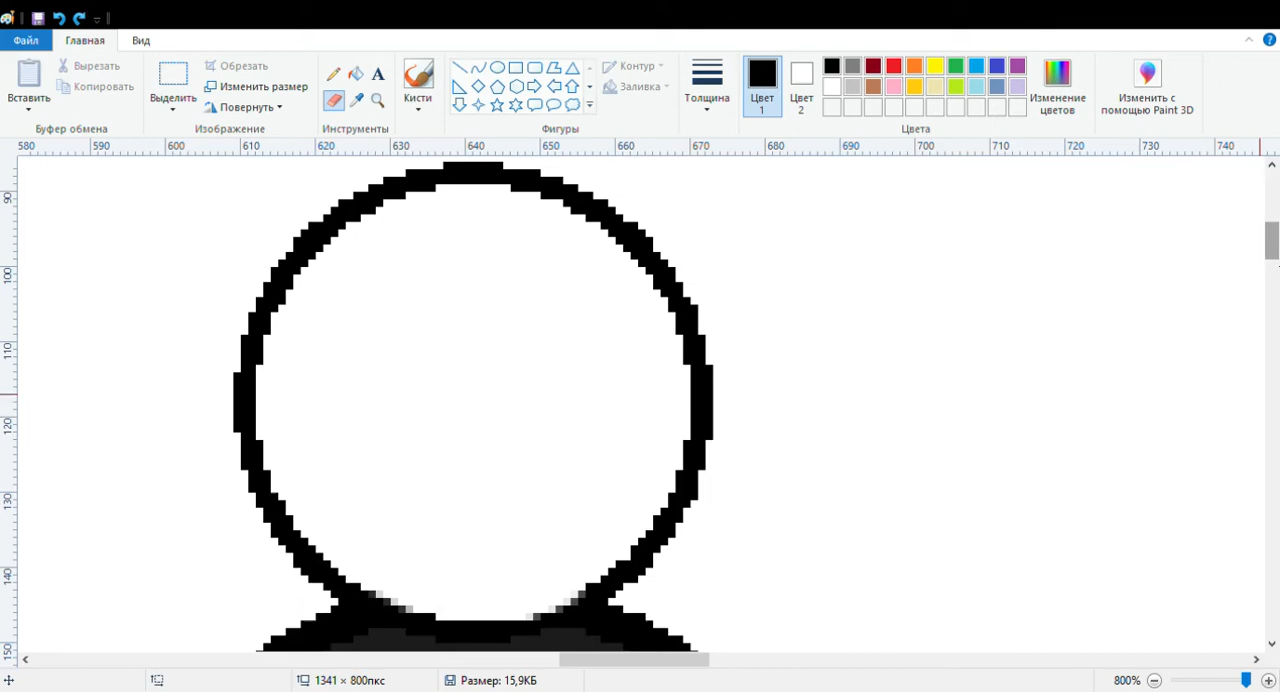 Файл Главная Вид
Вставить
Вырезать
Копировать
Буфер обмена
Выделить
Обрезать
Изменить размер
Повернуть
Изображение
A
Инструменты
Кисти
Контур
Заливка
Фигуры
Толщина
Цвет
1
Цвет
2
Изменение
цветов
Цвета
Изменить с
помощью Paint 3D
580 590 600 610 620 630 640 650 660 670 680 690 700 710 720 730 740
90
100
110
120
130
140
150
1341 × 800пкс
Размер: 15,9КБ
800%